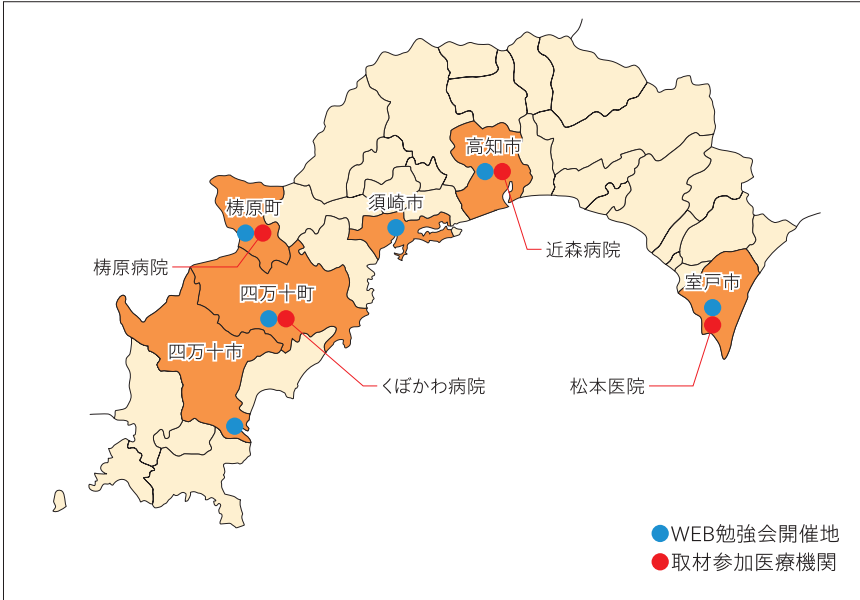 高知市
梼原町
須崎市
近森病院
梼原病院
室戸市
四万十町
四万十市
くぼかわ病院
松本医院
WEB勉強会開催地
取材参加医療機関